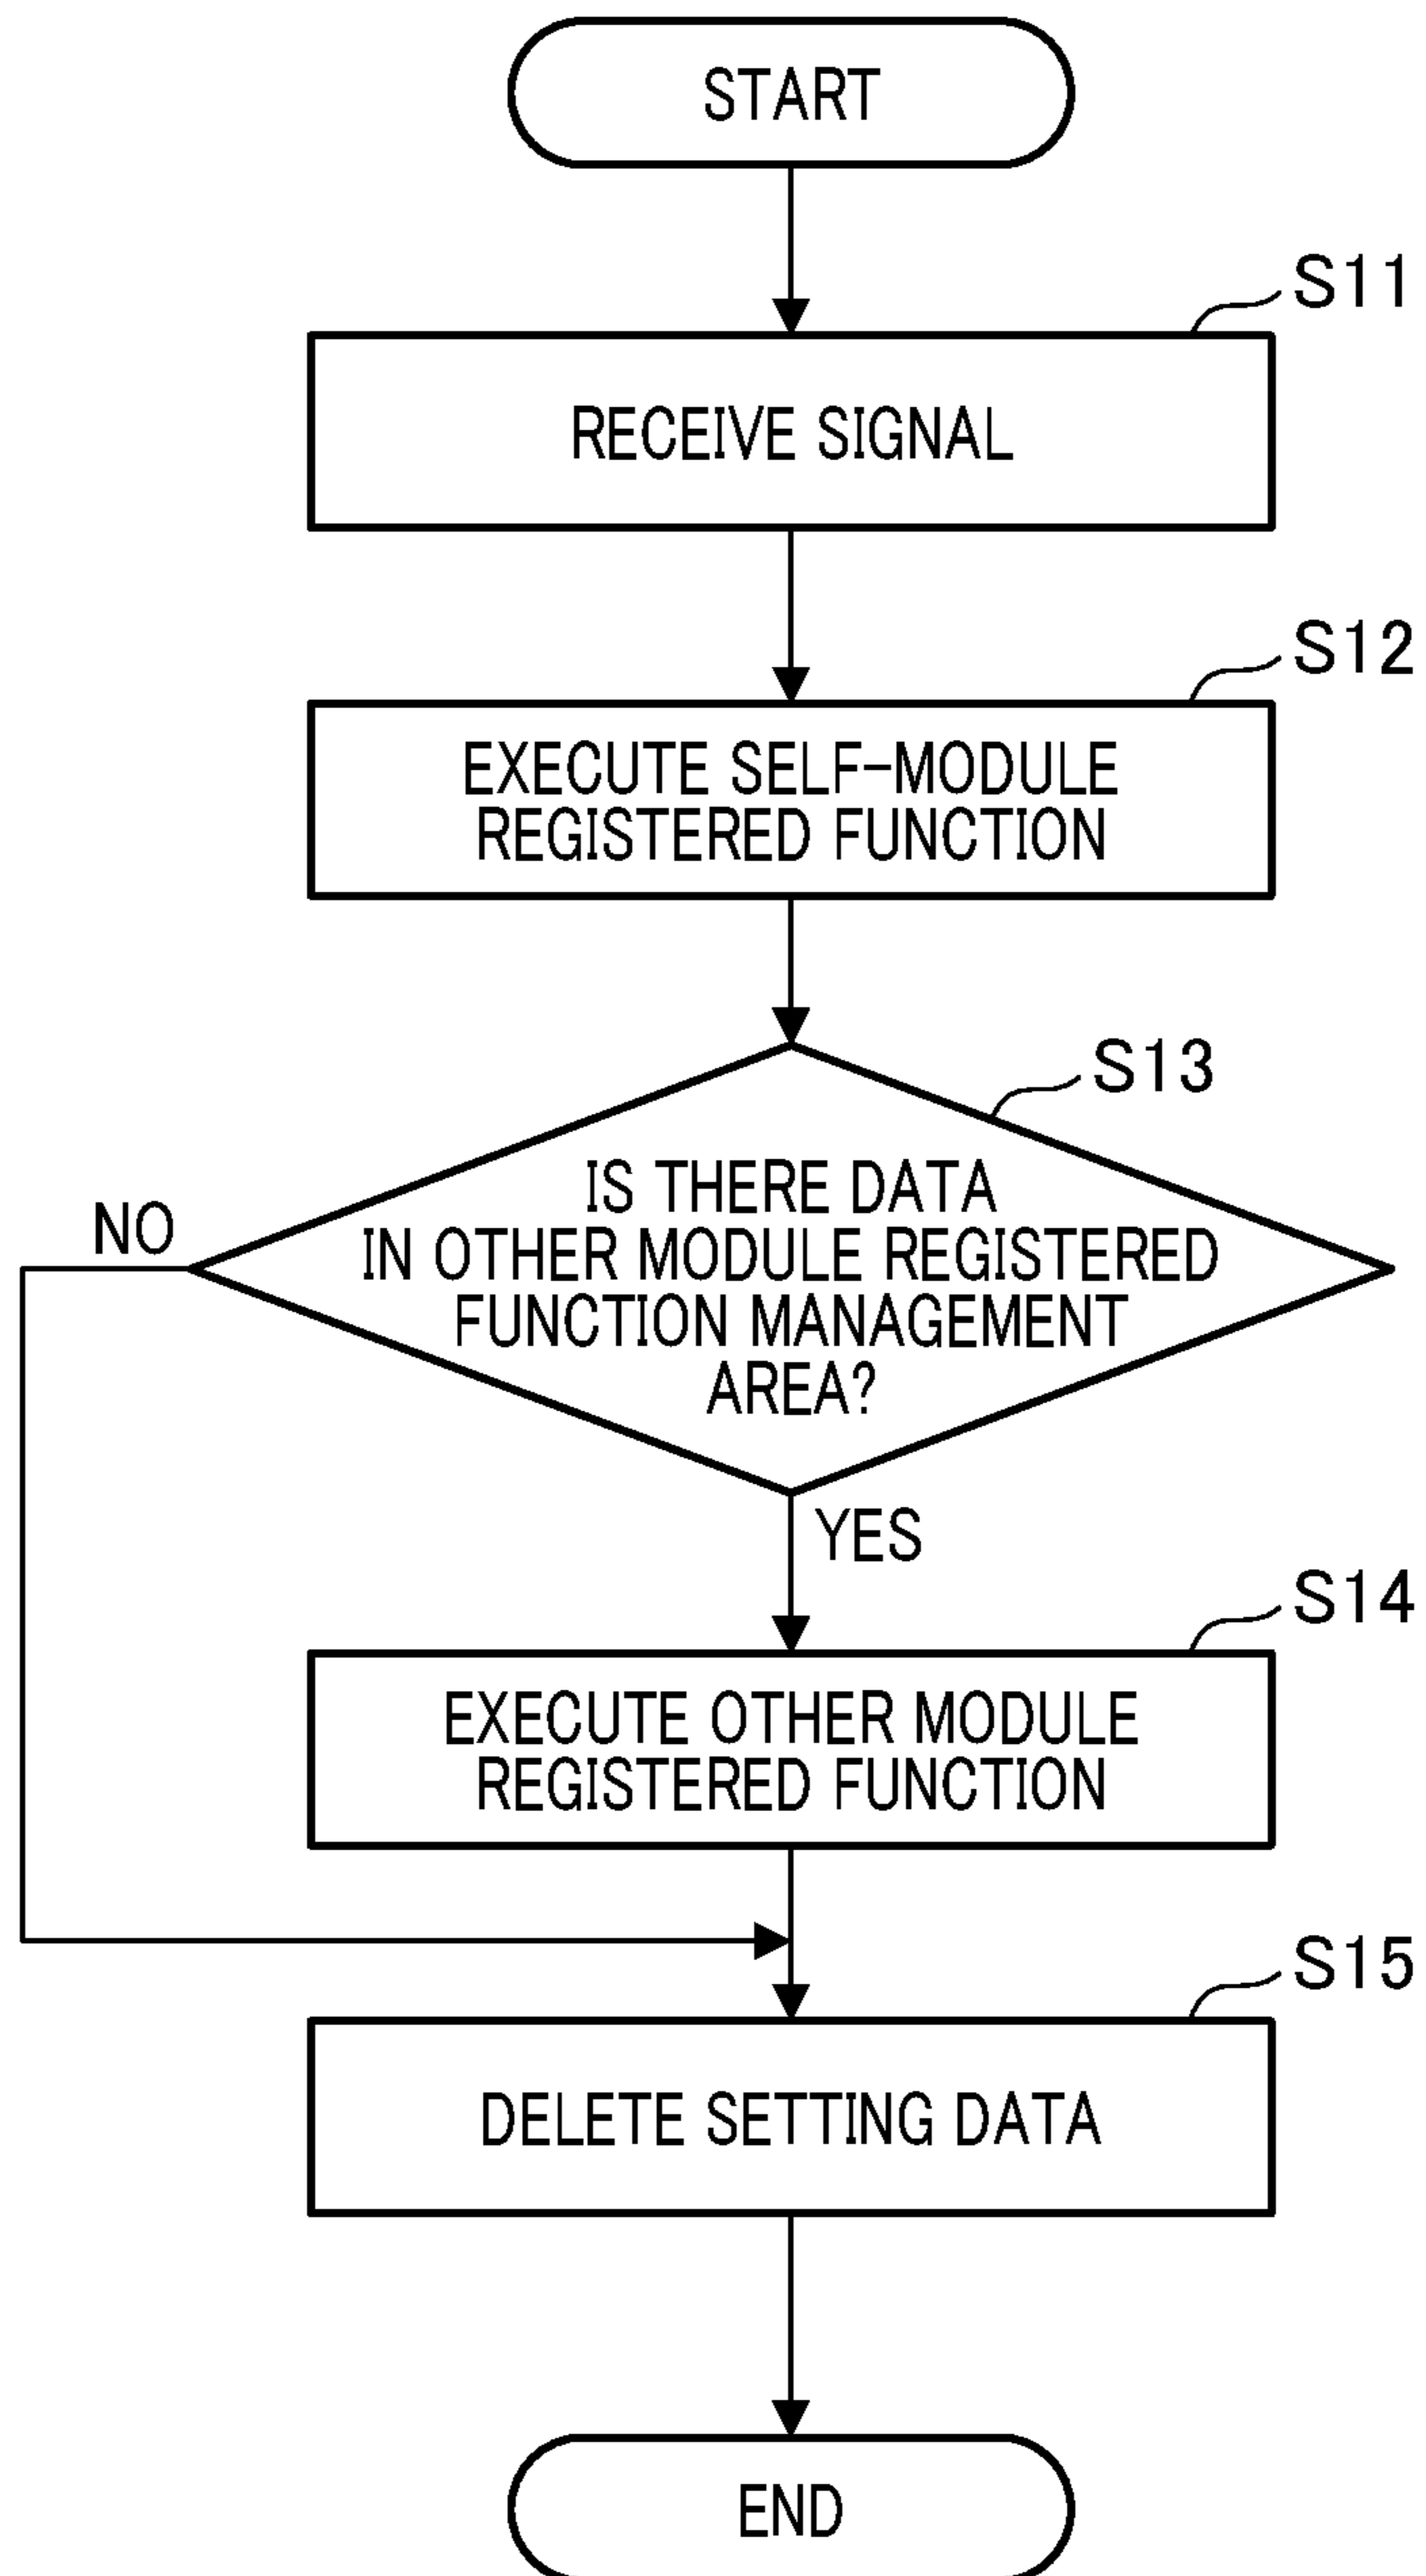 START
S11
RECEIVE SIGNAL
S12
EXECUTE SELF-MODULE
REGISTERED FUNCTION
S13
IS THERE DATA
IN OTHER MODULE REGISTERED
FUNCTION MANAGEMENT
AREA?
NO
YES
S14
EXECUTE OTHER MODULE
REGISTERED FUNCTION
S15
DELETE SETTING DATA
END